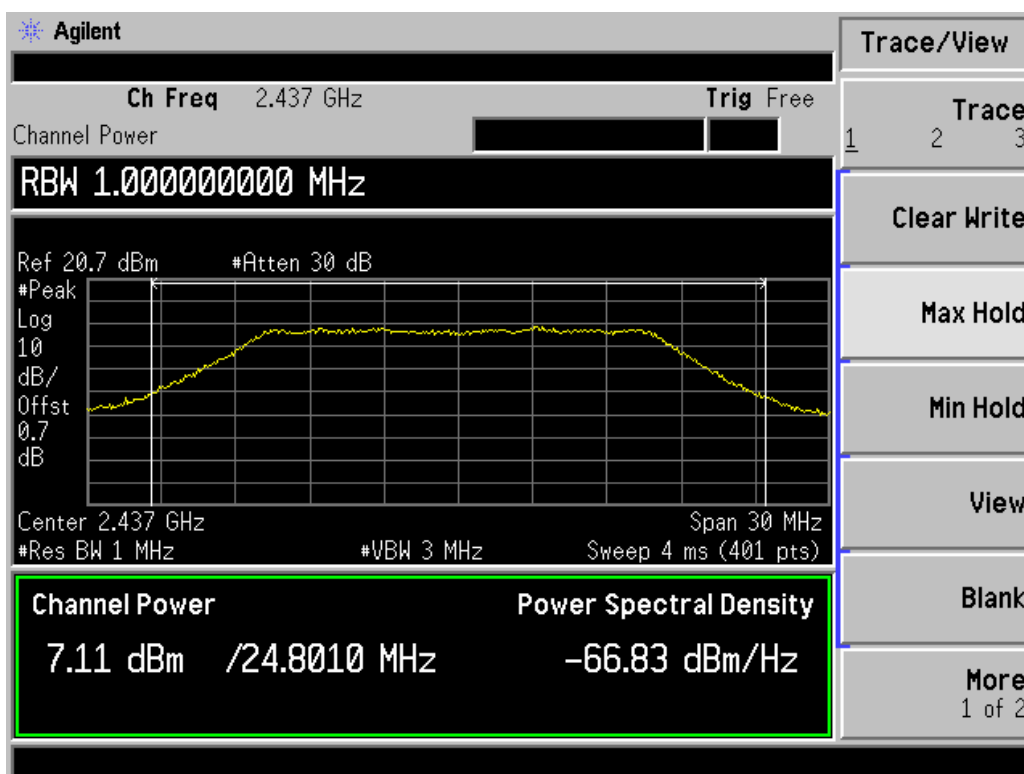 Agilent
Trace/View
Ch Freq 2.437 GHz Trig Free
Channel Power
Trace
1 2 3
RBW 1.000000000 MHz
Clear Write
Ref 20.7 dBm #Atten 30 dB
#Peak
Log
10
dB/
Offst
0.7
dB
Max Hold
Min Hold
Center 2.437 GHz Span 30 MHz
#Res BW 1 MHz #VBW 3 MHz Sweep 4 ms (401 pts)
View
Channel Power Power Spectral Density
7.11 dBm /24.8010 MHz -66.83 dBm/Hz
Blank
More
1 of 2